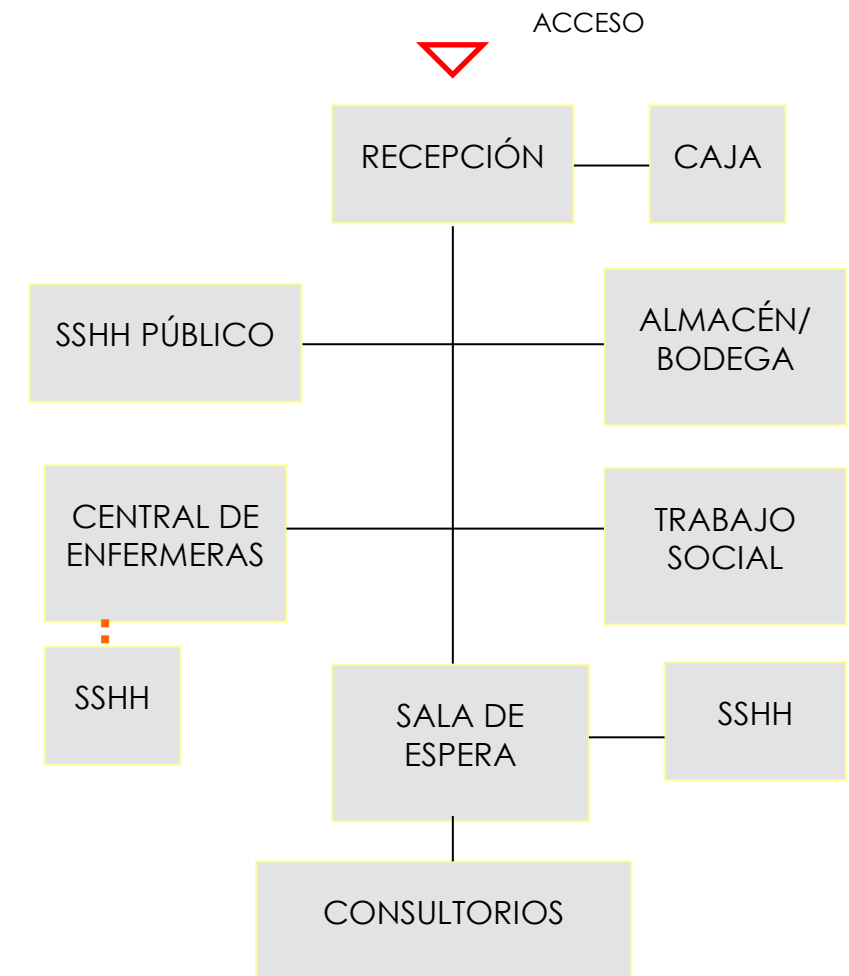 ACCESO
RECEPCIÓN
CAJA
SSHH PÚBLICO
ALMACÉN/
BODEGA
CENTRAL DE
ENFERMERAS
TRABAJO
SOCIAL
SSHH
SALA DE
ESPERA
SSHH
CONSULTORIOS